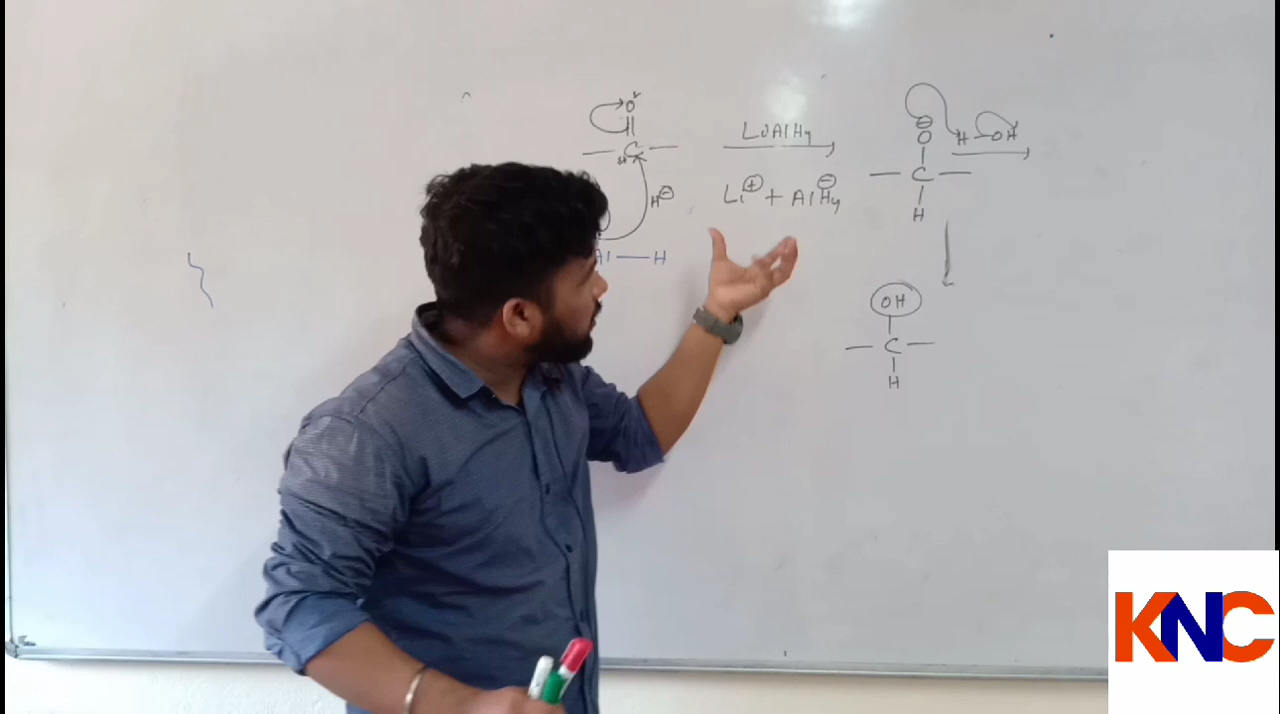 O
C
H⊖
Al — H
LiAlH4
Li⊕ + AlH4⊖
⊖
O H—OH
C
H
OH
C
H
KNC